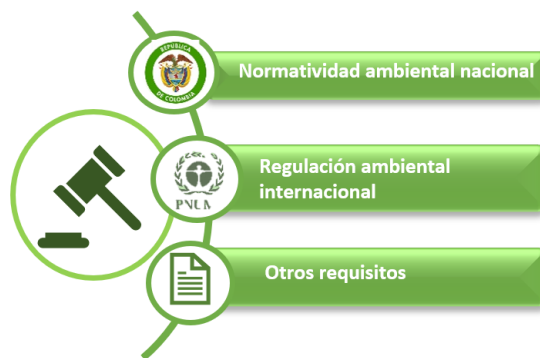 REPUBLICA
DE COLOMBIA
Normatividad ambiental nacional
Regulación ambiental
internacional
PNUA
Otros requisitos